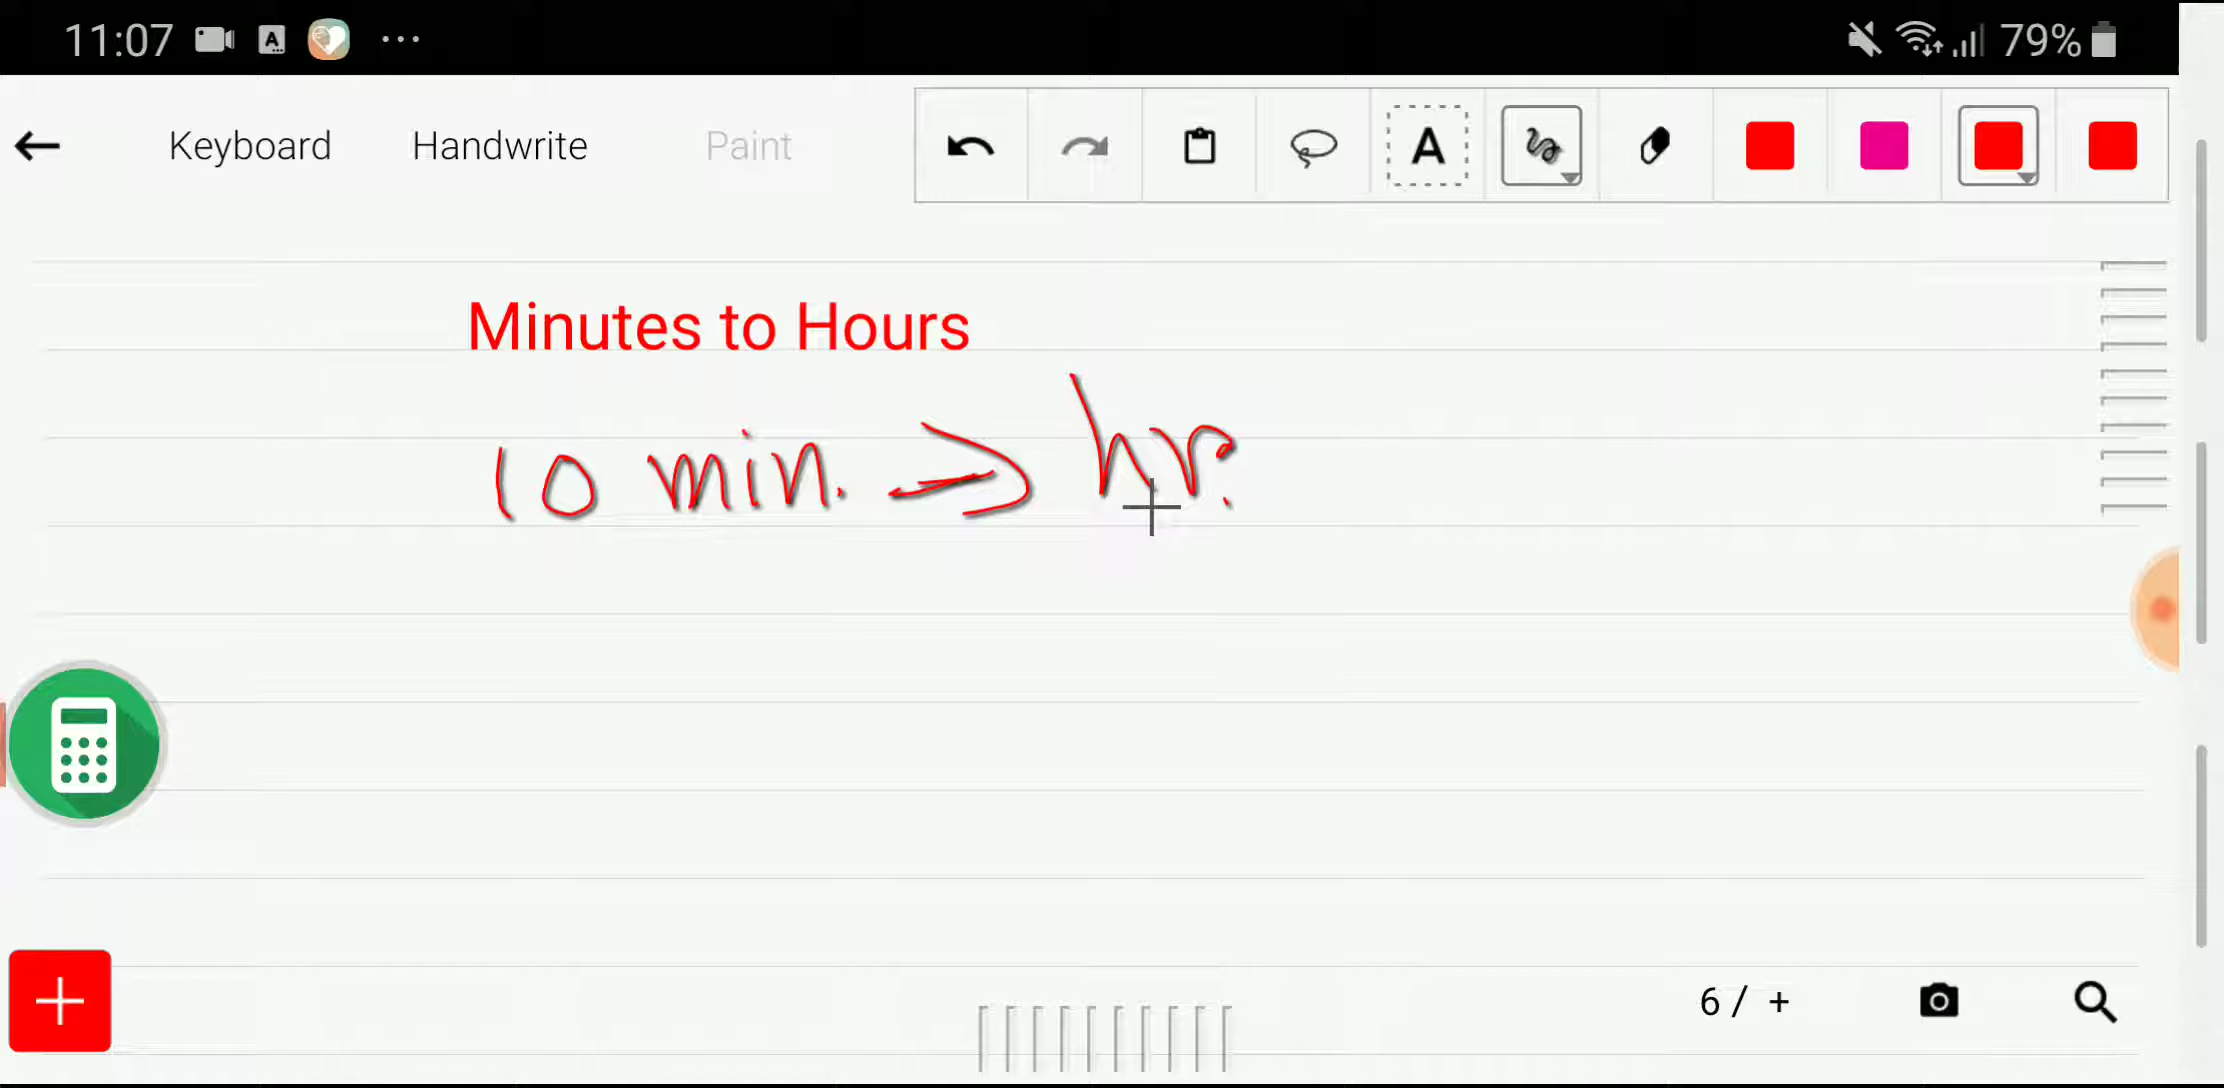 11:07 A ... 79%
Keyboard Handwrite Paint A
Minutes to Hours
10 min. → hr.
6 / +